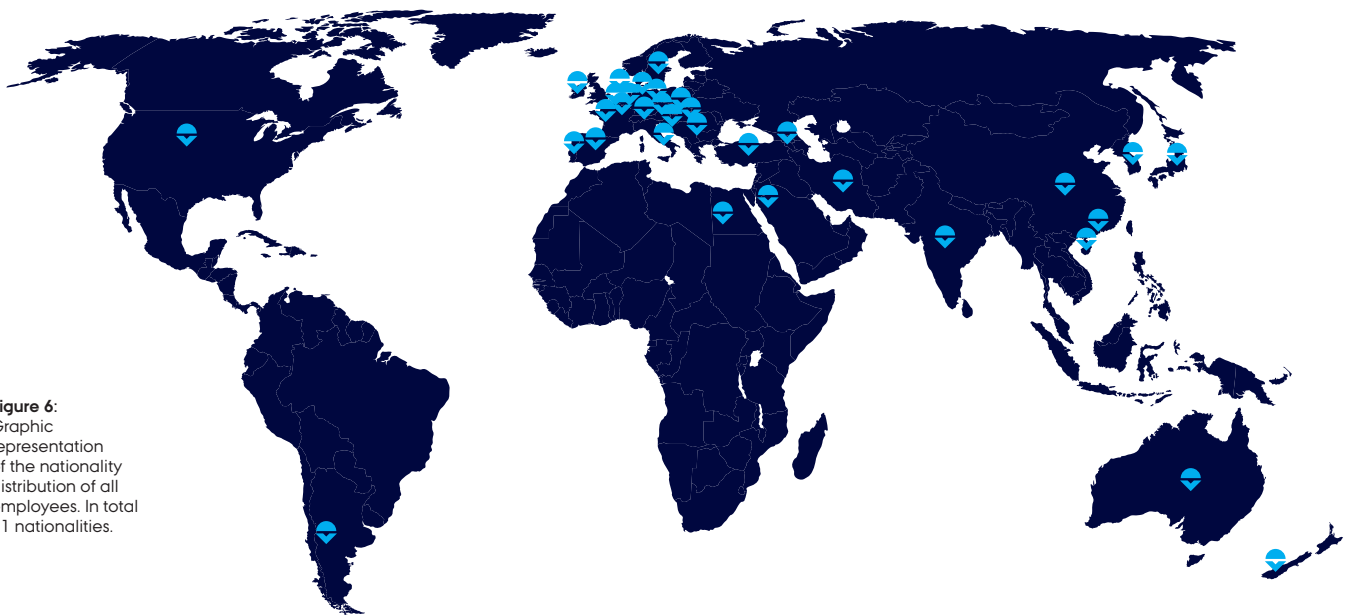 igure 6:
Graphic
epresentation
f the nationality
istribution of all
mployees. In total
1 nationalities.